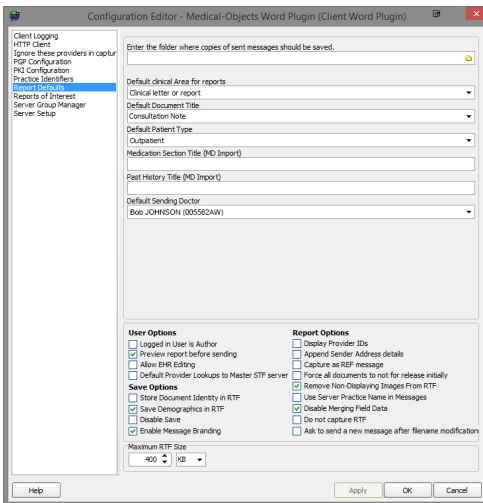 Configuration Editor - Medical-Objects Word Plugin (Client Word Plugin)
Client Logging
HTTP Client
Ignore these providers in captur
PGP Configuration
PKI Configuration
Practice Identifiers
Report Defaults
Reports of Interest
Server Group Manager
Server Setup
Enter the folder where copies of sent messages should be saved.
Default clinical Area for reports
Clinical letter or report
Default Document Title
Consultation Note
Default Patient Type
Outpatient
Medication Section Title (MD Import)
Past History Title (MD Import)
Default Sending Doctor
Bob JOHNSON (005562AW)
User Options
Logged in User is Author
Preview report before sending
Allow EHR Editing
Default Provider Lookups to Master STF server
Save Options
Store Document Identity in RTF
Save Demographics in RTF
Disable Save
Enable Message Branding
Report Options
Display Provider IDs
Append Sender Address details
Capture as REF message
Force all documents to not for release initially
Remove Non-Displaying Images From RTF
Use Server Practice Name in Messages
Disable Merging Field Data
Do not capture RTF
Ask to send a new message after filename modification
Maximum RTF Size
400 KB
Help
Apply
OK
Cancel